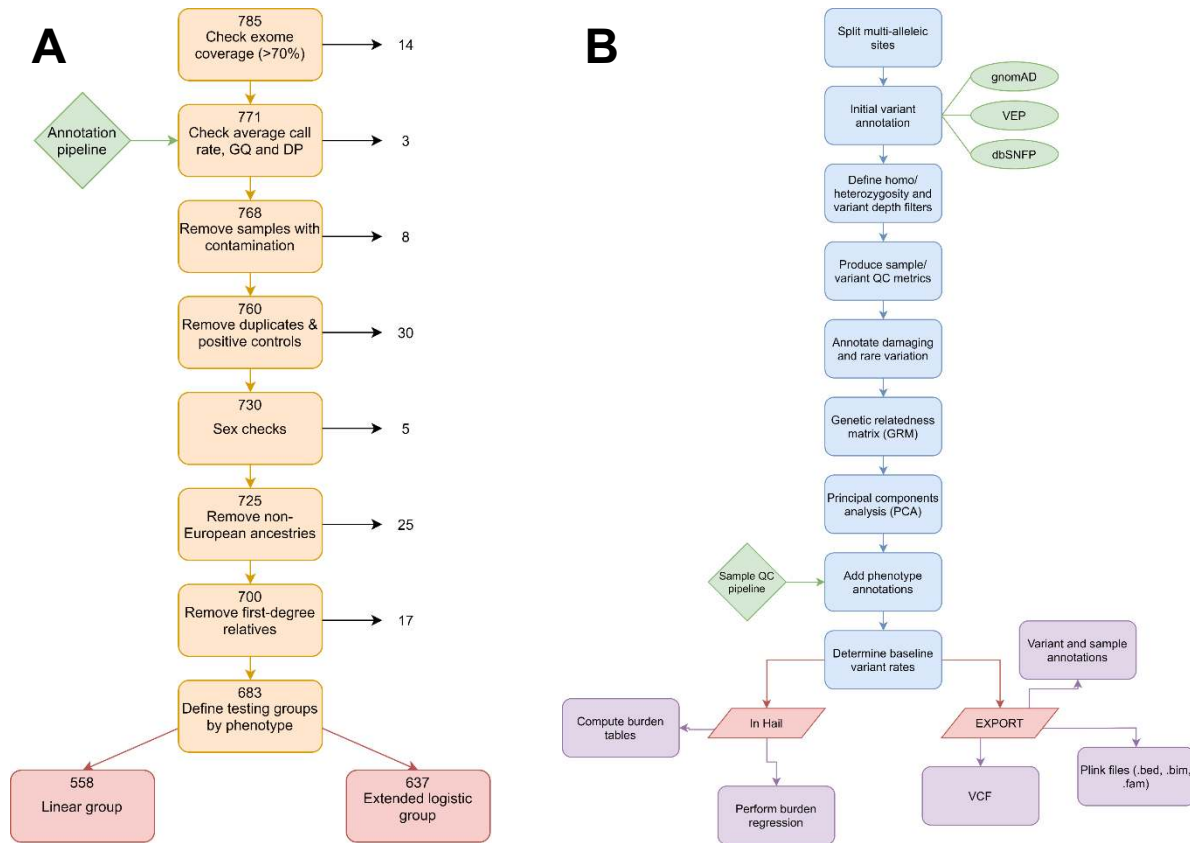 A
785
Check exome
coverage (>70%)
14
Annotation
pipeline
771
Check average call
rate, GQ and DP
3
768
Remove samples with
contamination
8
760
Remove duplicates &
positive controls
30
730
Sex checks
5
725
Remove non-
European ancestries
25
700
Remove first-degree
relatives
17
683
Define testing groups
by phenotype
558
Linear group
637
Extended logistic
group
B
Split multi-alleleic
sites
Initial variant
annotation
gnomAD
VEP
dbSNFP
Define homo/
heterozygosity and
variant depth filters
Produce sample/
variant QC metrics
Annotate damaging
and rare variation
Genetic relatedness
matrix (GRM)
Principal components
analysis (PCA)
Sample QC
pipeline
Add phenotype
annotations
Determine baseline
variant rates
Variant and sample
annotations
In Hail
EXPORT
Compute burden
tables
Perform burden
regression
VCF
Plink files (.bed, .bim,
.fam)